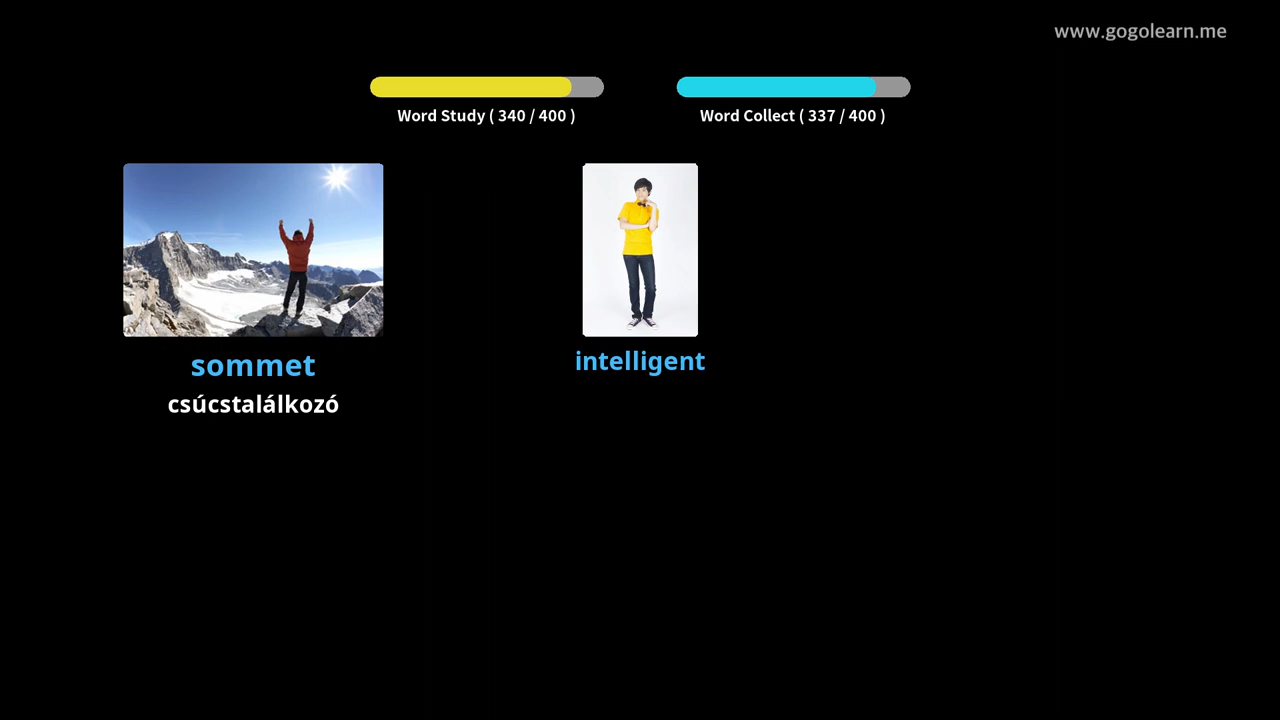 www.gogolearn.me
Word Study ( 340 / 400 )
Word Collect ( 337 / 400 )
sommet
csúcstalálkozó
intelligent